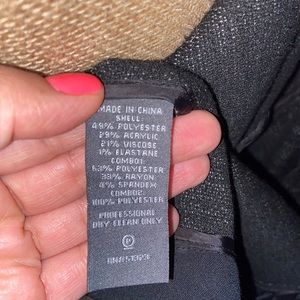 MADE IN CHINA
SHELL:
49% POLYESTER
29% ACRYLIC
21% VISCOSE
1% ELASTANE
COMBO1:
63% POLYESTER
33% RAYON
4% SPANDEX
COMBO2:
100% POLYESTER
PROFESSIONAL
DRY CLEAN ONLY
P